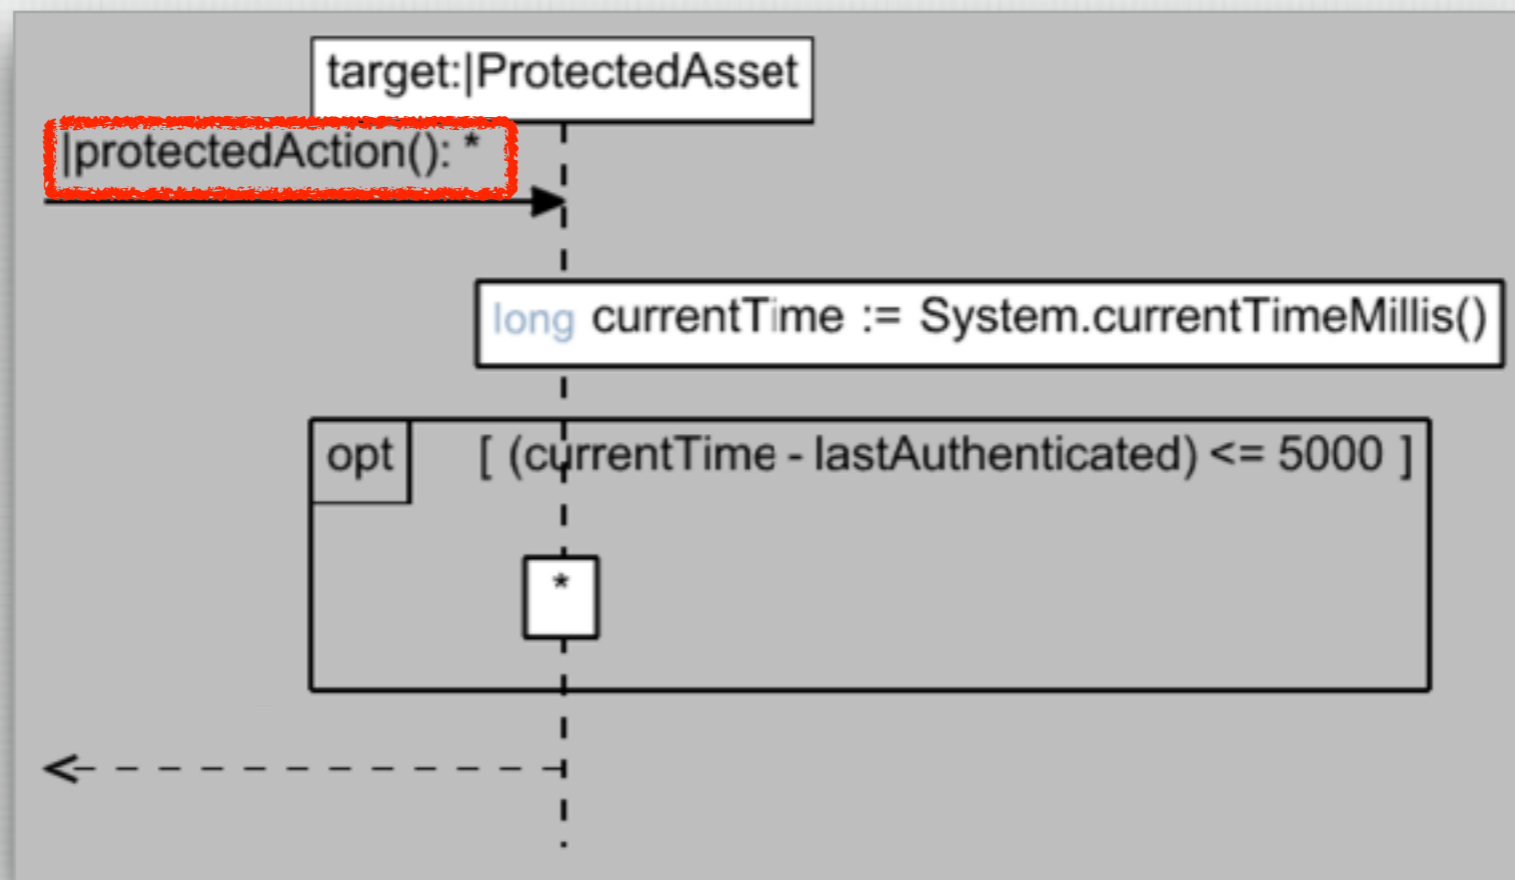 target:|ProtectedAsset
|protectedAction(): *
long currentTime := System.currentTimeMillis()
opt [ (currentTime - lastAuthenticated) <= 5000 ]
*